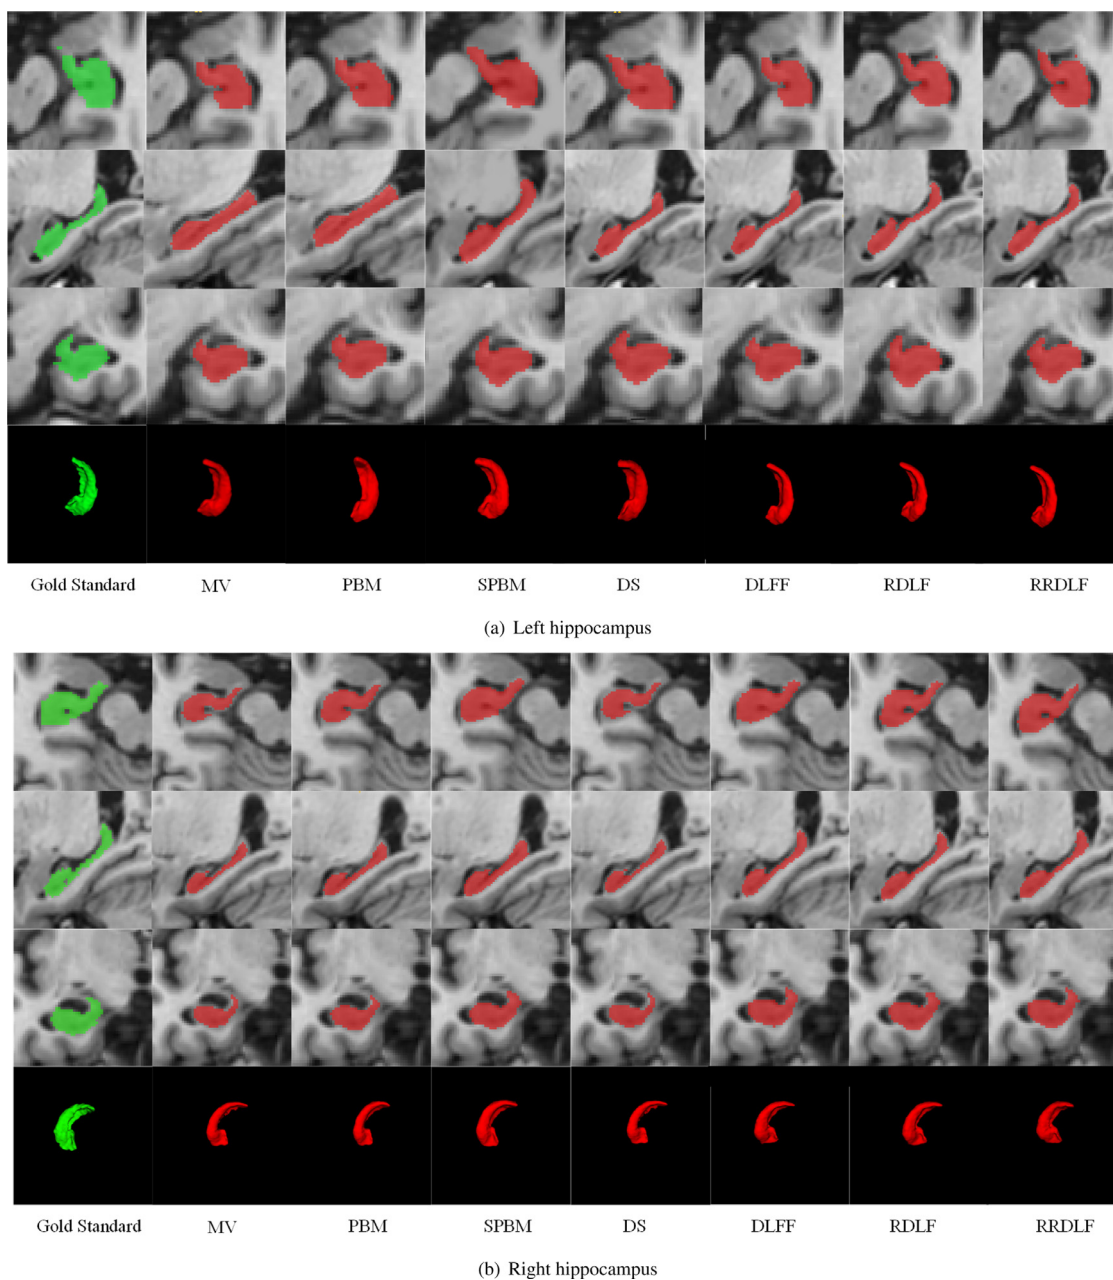 Gold Standard MV PBM SPBM DS DLFF RDLF RRDLF
(a) Left hippocampus
Gold Standard MV PBM SPBM DS DLFF RDLF RRDLF
(b) Right hippocampus